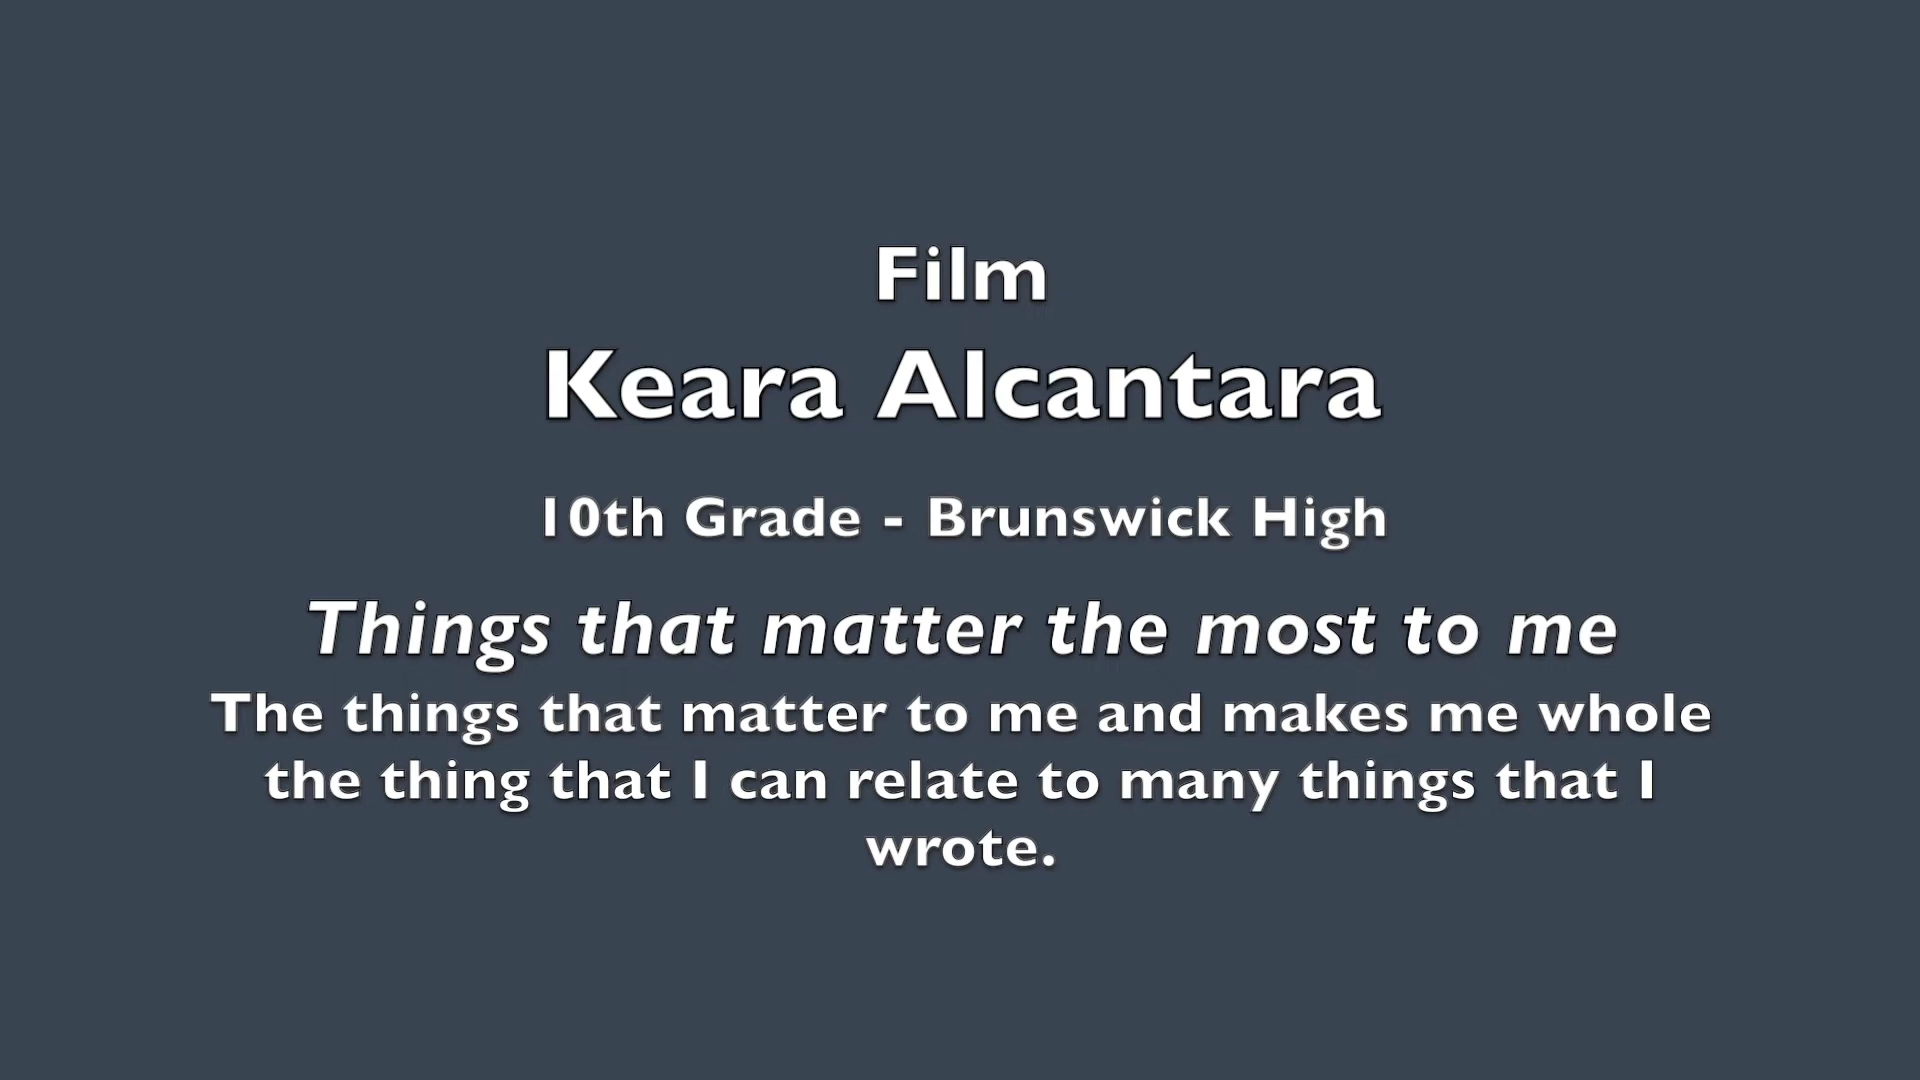 Film
Keara Alcantara
10th Grade - Brunswick High
Things that matter the most to me
The things that matter to me and makes me whole
the thing that I can relate to many things that I
wrote.